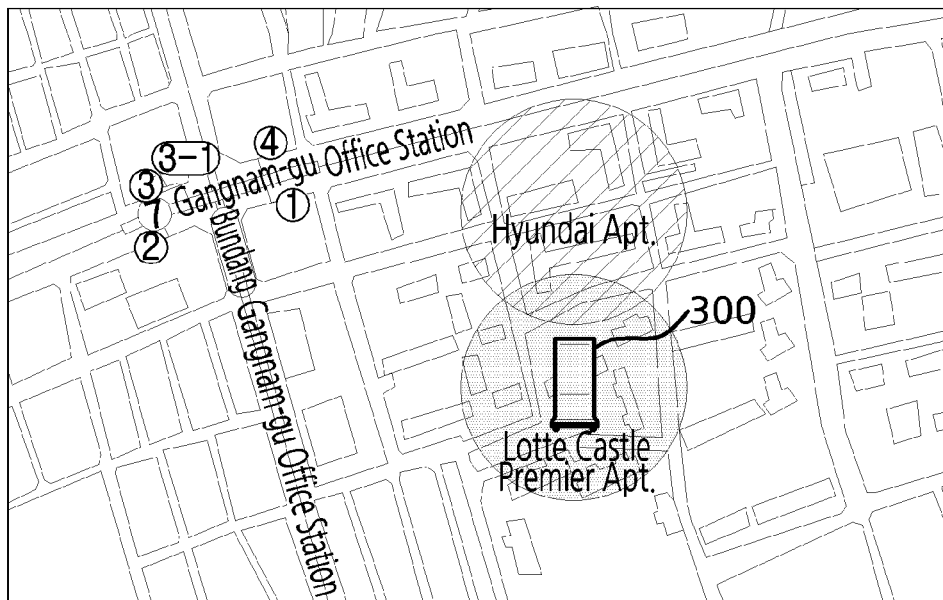 4
3-1
Gangnam-gu Office Station
3
7
1
2
Bundang Gangnam-gu Office Station
Hyundai Apt.
300
Lotte Castle
Premier Apt.